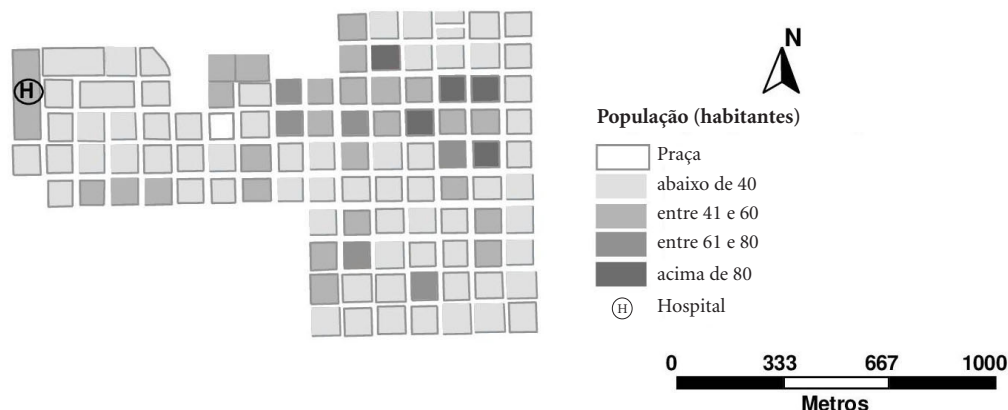 H
N
População (habitantes)
Praça
abaixo de 40
entre 41 e 60
entre 61 e 80
acima de 80
H Hospital
0 333 667 1000
Metros